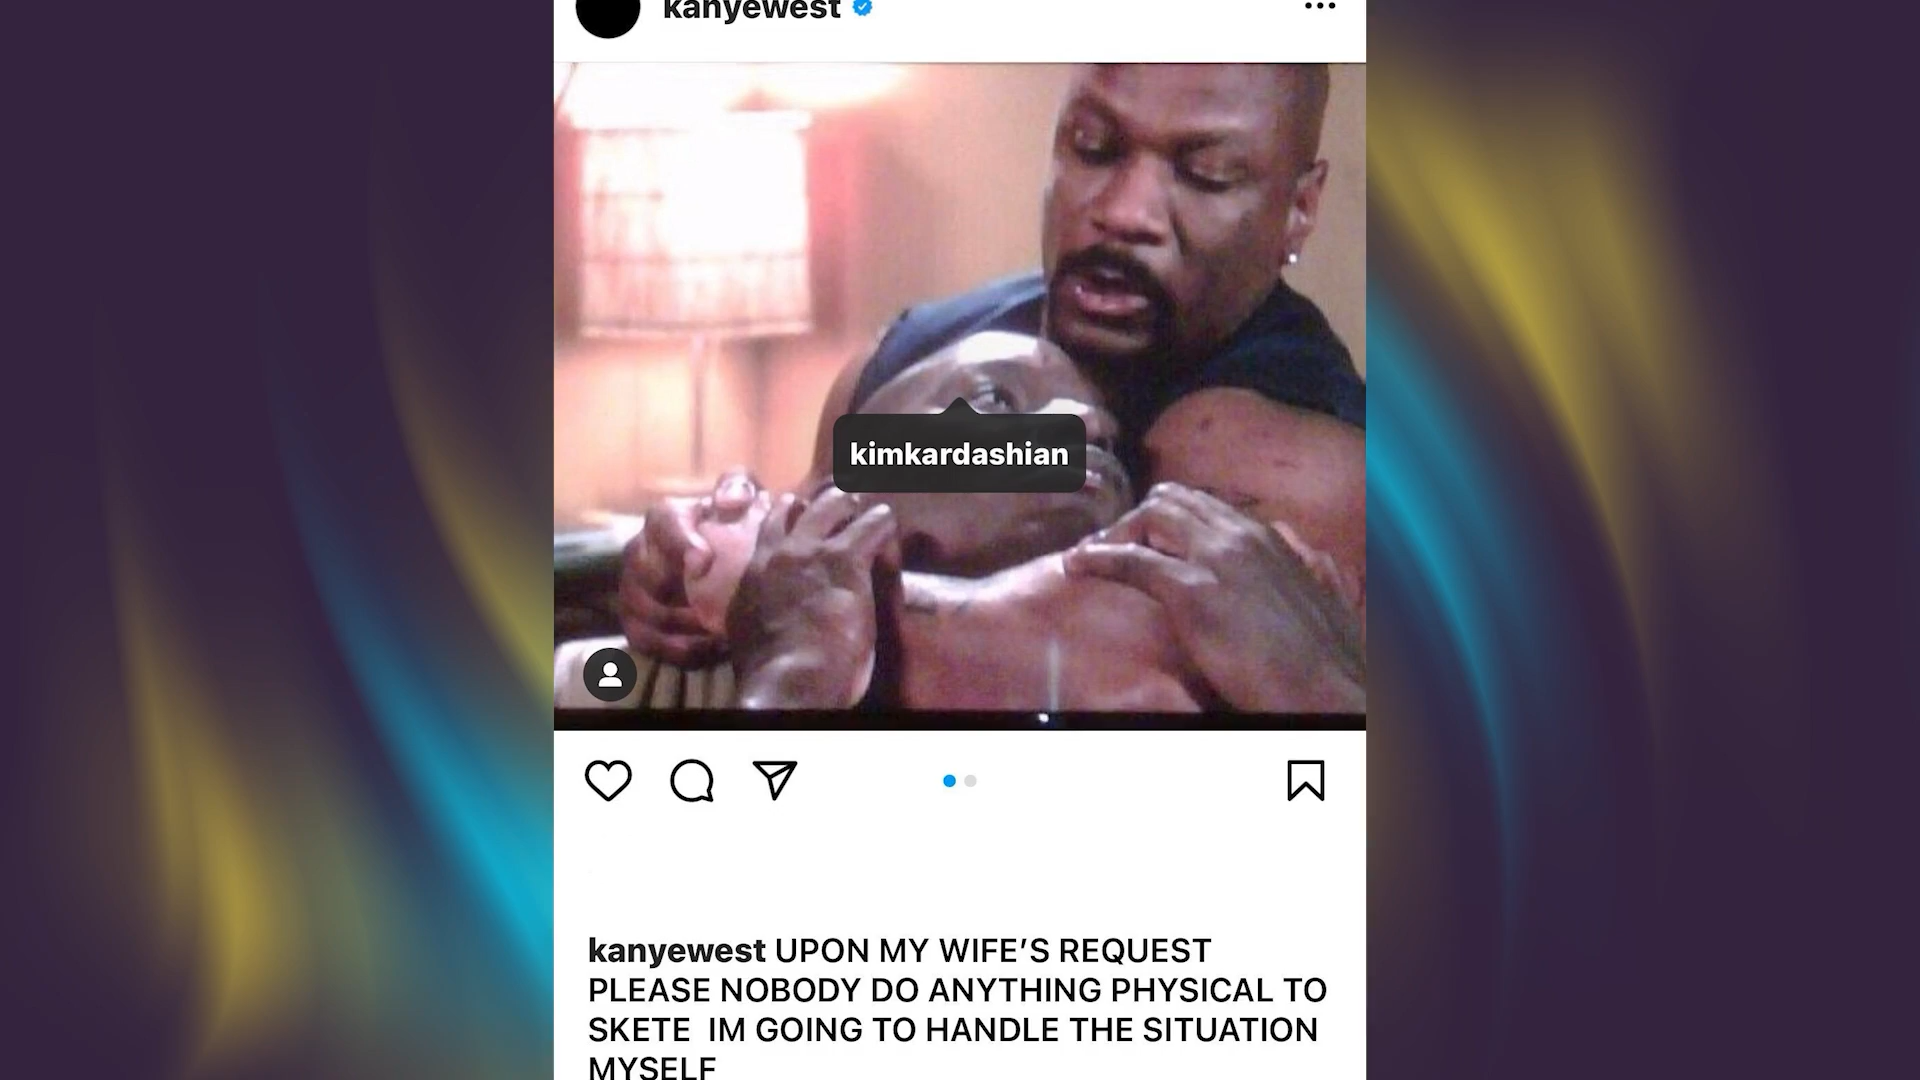 kanyewest
kimkardashian
kanyewest UPON MY WIFE’S REQUEST
PLEASE NOBODY DO ANYTHING PHYSICAL TO
SKETE  IM GOING TO HANDLE THE SITUATION
MYSELF